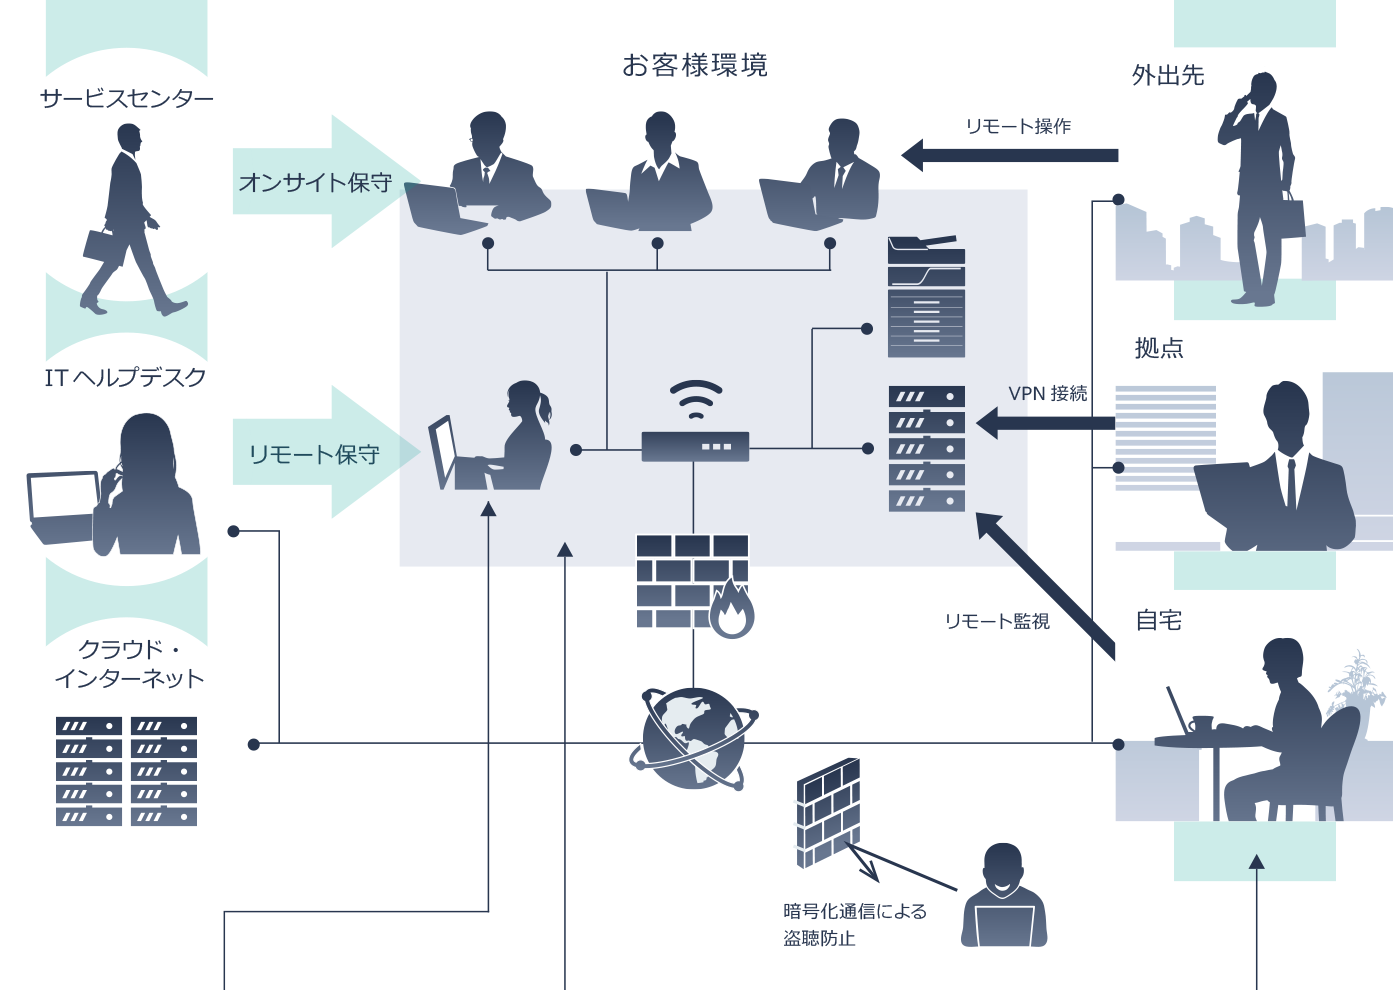 お客様環境
サービスセンター
オンサイト保守
ITヘルプデスク
リモート保守
クラウド・
インターネット
リモート操作
外出先
VPN 接続
拠点
リモート監視
自宅
暗号化通信による
盗聴防止